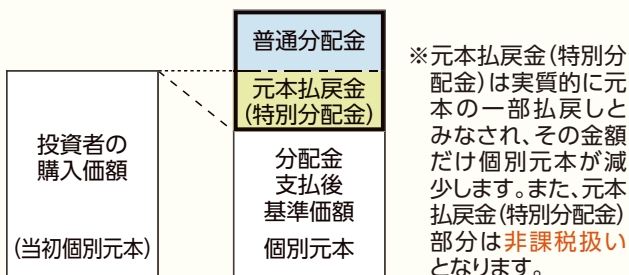 普通分配金
元本払戻金
(特別分配金)
投資者の
購入価額
(当初個別元本)
分配金
支払後
基準価額
個別元本
※元本払戻金(特別分
配金)は実質的に元
本の一部払戻しと
みなされ、その金額
だけ個別元本が減
少します。また、元本
払戻金(特別分配金)
部分は非課税扱い
となります。